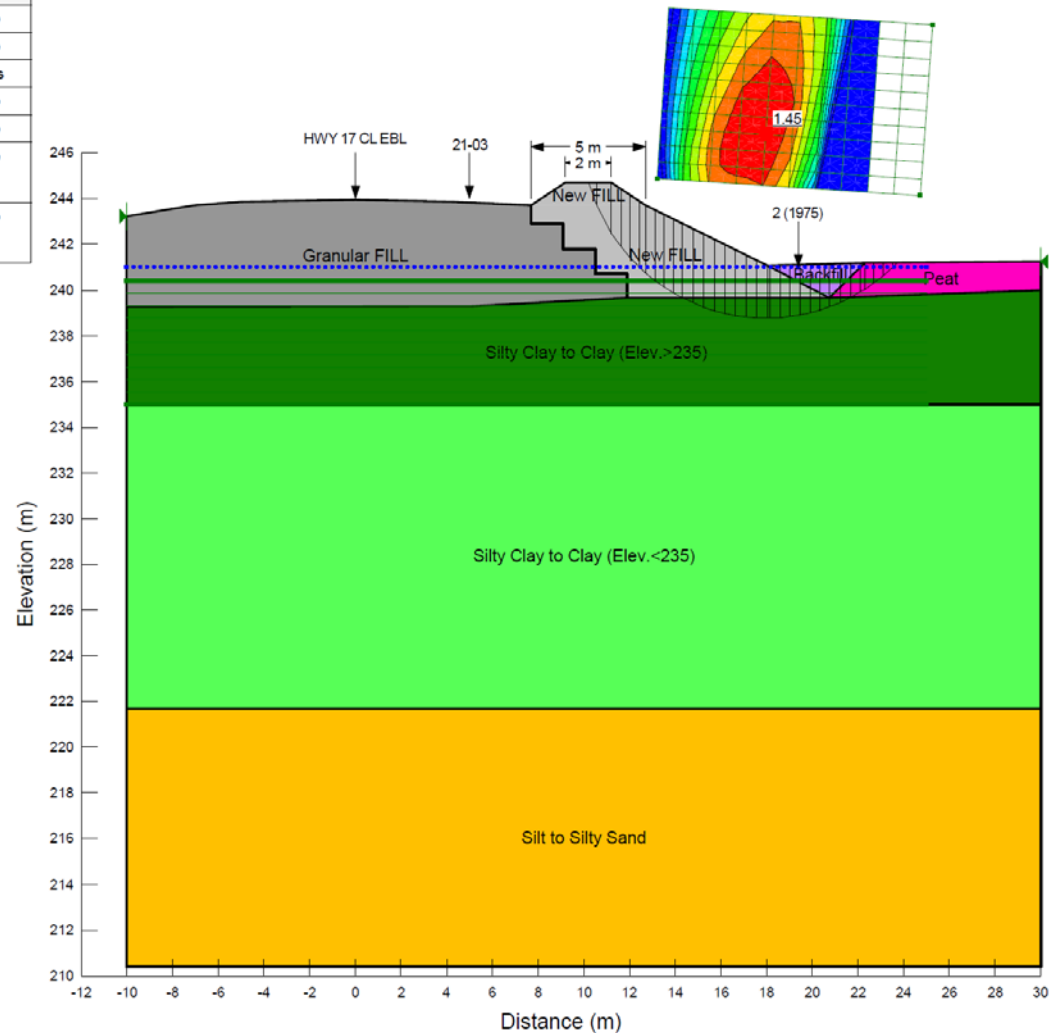 1.45
HWY 17 CL EBL
21-03
5 m
2 m
2 (1975)
New FILL
Granular FILL
New FILL
Backfill
Peat
Silty Clay to Clay (Elev.>235)
Silty Clay to Clay (Elev.<235)
Silt to Silty Sand
Elevation (m)
246
244
242
240
238
236
234
232
230
228
226
224
222
220
218
216
214
212
210
-12 -10 -8 -6 -4 -2 0 2 4 6 8 10 12 14 16 18 20 22 24 26 28 30
Distance (m)